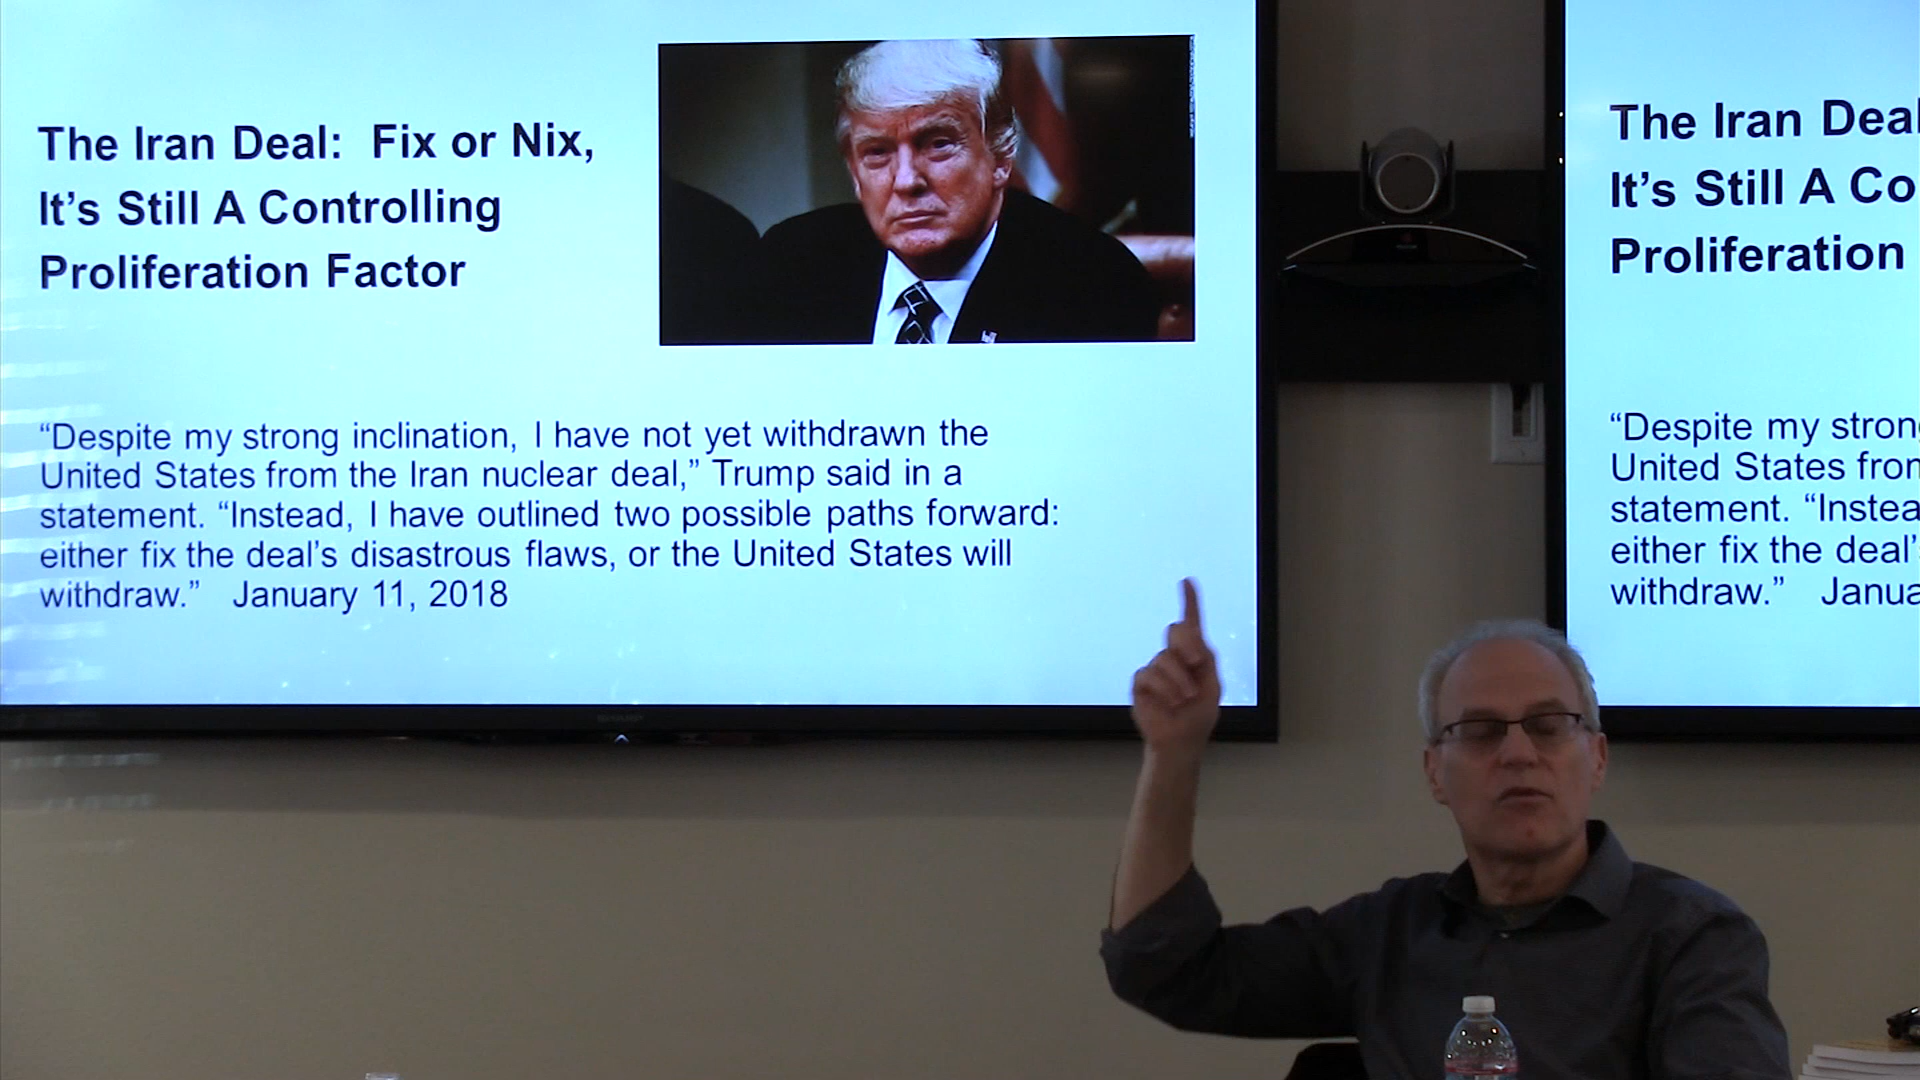 The Iran Deal:  Fix or Nix,
It’s Still A Controlling
Proliferation Factor
“Despite my strong inclination, I have not yet withdrawn the
United States from the Iran nuclear deal,” Trump said in a
statement. “Instead, I have outlined two possible paths forward:
either fix the deal’s disastrous flaws, or the United States will
withdraw.”   January 11, 2018
SHARP
The Iran Deal
It’s Still A Co
Proliferation
“Despite my stron
United States fron
statement. “Instea
either fix the deal’
withdraw.”   Janua